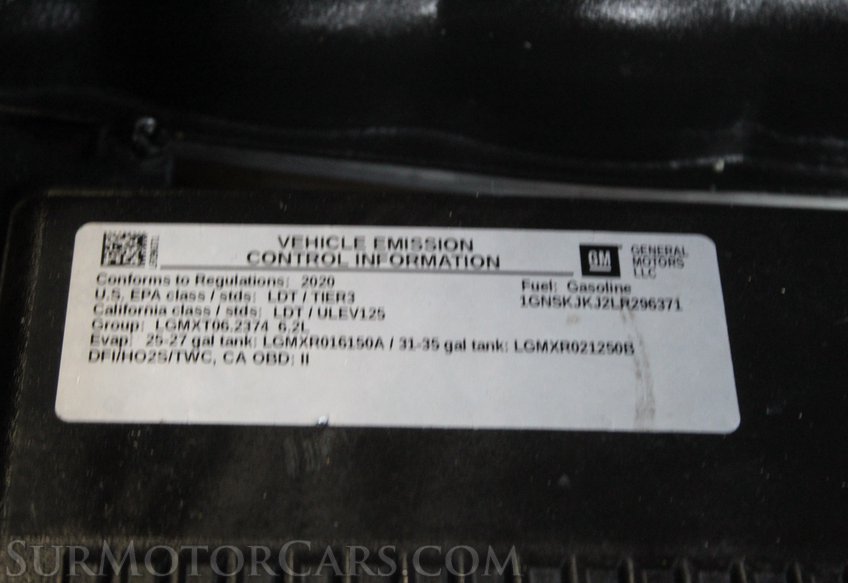 VEHICLE EMISSION
CONTROL INFORMATION
GM
GENERAL
MOTORS
LLC
Conforms to Regulations: 2020
Fuel: Gasoline
U.S. EPA class / stds: LDT / TIER3
1GNSKJKJ2LR296371
California class / stds: LDT / ULEV125
Group: LGMXT06.2374 6.2L
Evap: 25-27 gal tank: LGMXR016150A / 31-35 gal tank: LGMXR021250B
DFI/HO2S/TWC, CA OBD: II
SURMOTORCARS.COM